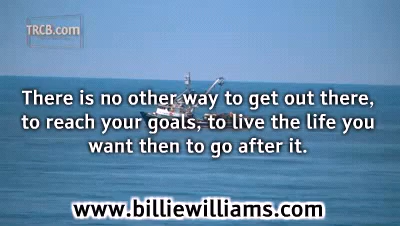 TRCB.com
There is no other way to get out there,
to reach your goals, to live the life you
want then to go after it.
www.billiewilliams.com